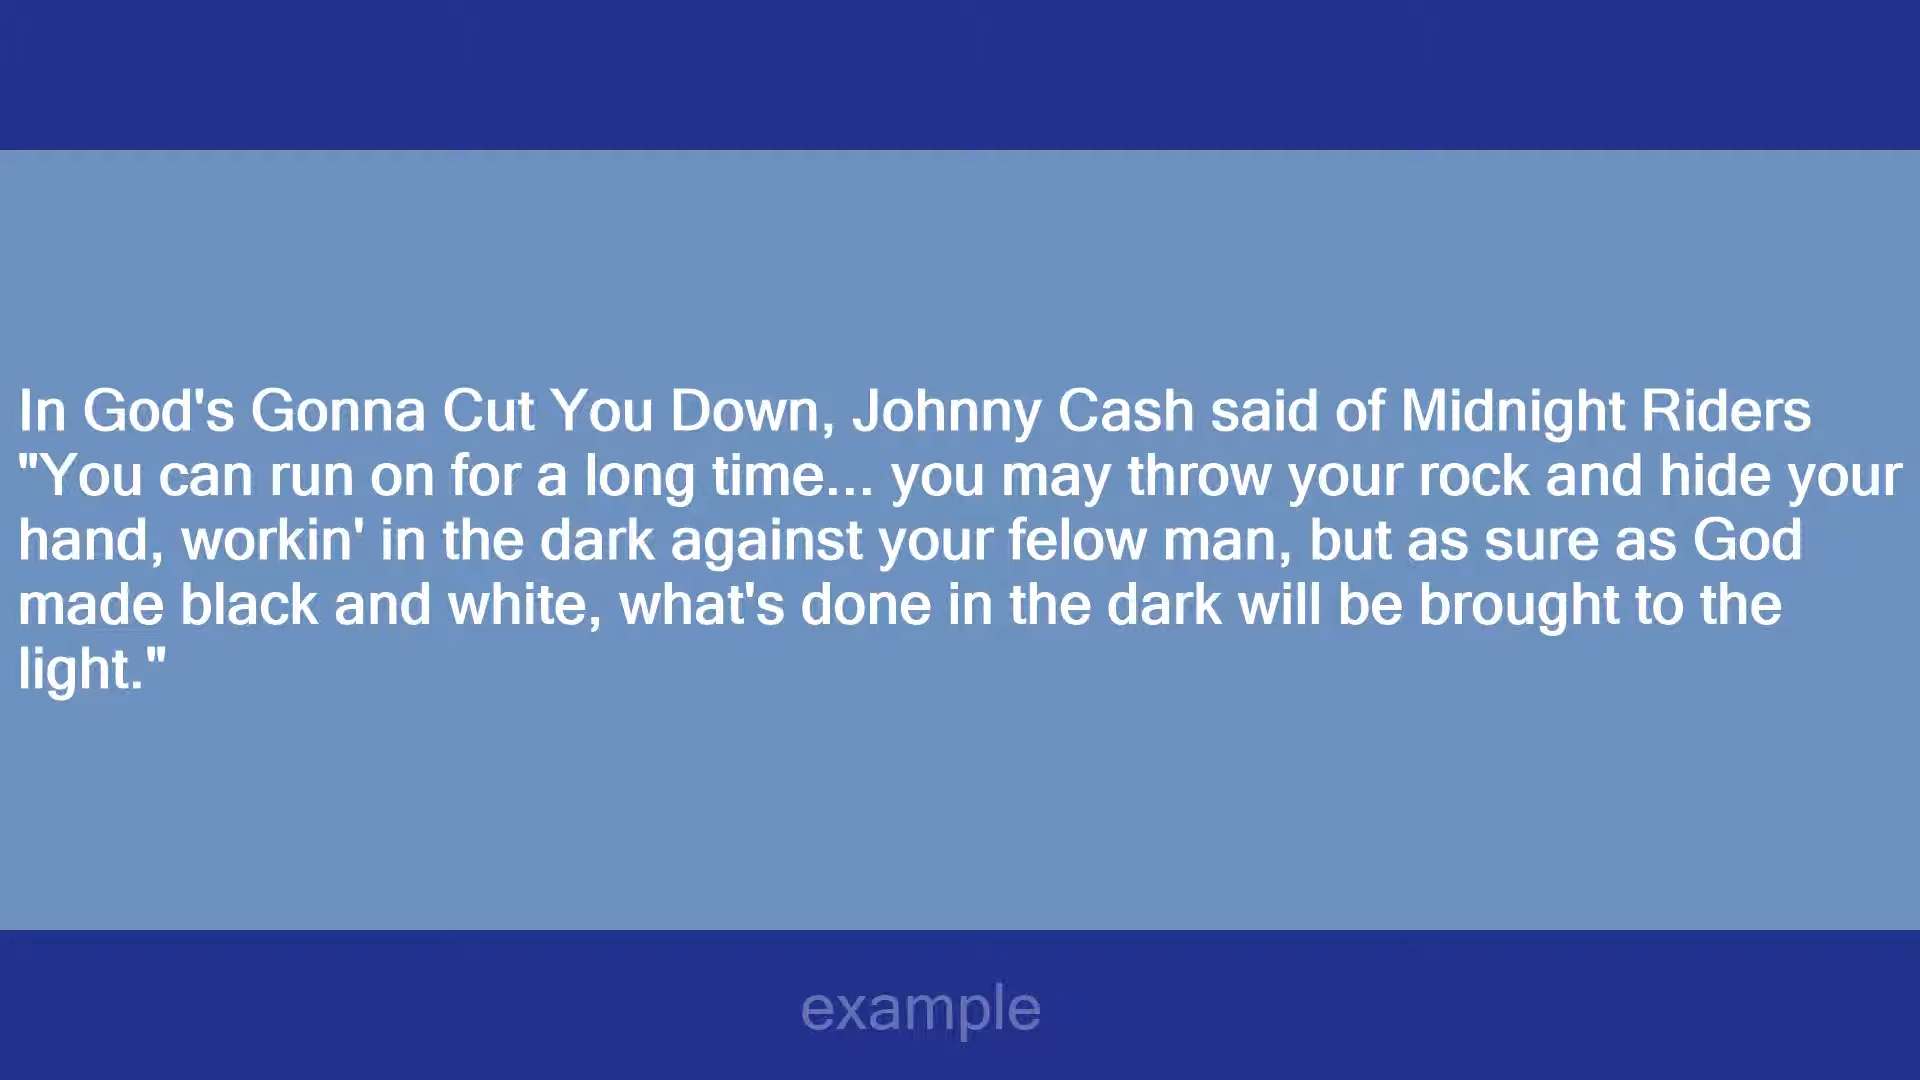 In God's Gonna Cut You Down, Johnny Cash said of Midnight Riders
"You can run on for a long time... you may throw your rock and hide your
hand, workin' in the dark against your felow man, but as sure as God
made black and white, what's done in the dark will be brought to the
light."
example